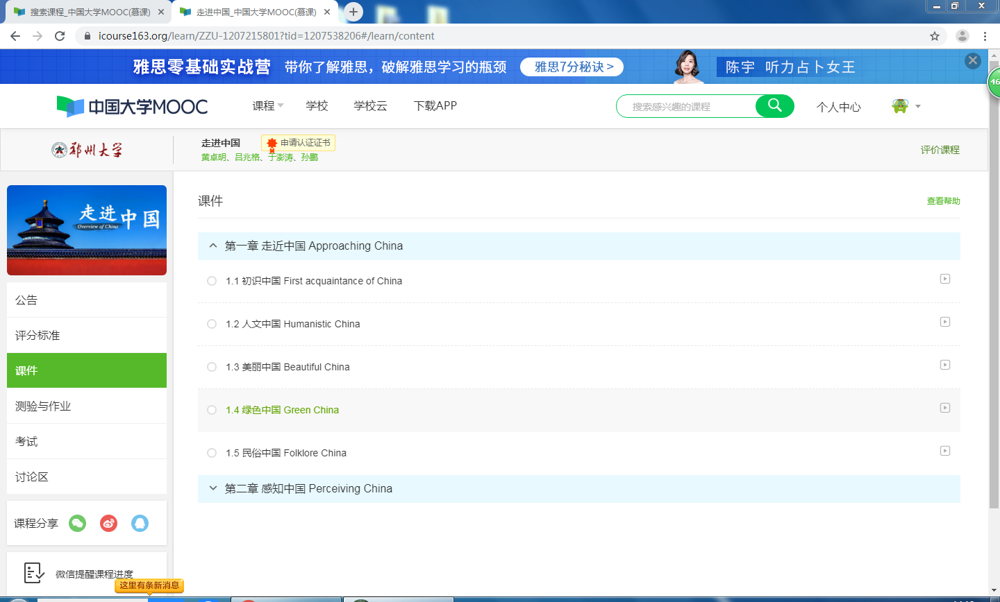 搜索课程_中国大学MOOC(慕课)
走进中国_中国大学MOOC(慕课)
icourse163.org/learn/ZZU-1207215801?tid=1207538206#/learn/content
雅思零基础实战营 带你了解雅思，破解雅思学习的瓶颈 雅思7分秘诀 > 陈宇 听力占卜女王
46
中国大学MOOC 课程 学校 学校云 下载APP 搜索感兴趣的课程 个人中心
郑州大学 走进中国 申请认证证书
黄卓明、吕兆格、于澎涛、孙鹏
评价课程
走进中国
Overview of China
公告
评分标准
课件
测验与作业
考试
讨论区
课程分享
微信提醒课程进度
这里有条新消息
课件 查看帮助
第一章 走近中国 Approaching China
1.1 初识中国 First acquaintance of China
1.2 人文中国 Humanistic China
1.3 美丽中国 Beautiful China
1.4 绿色中国 Green China
1.5 民俗中国 Folklore China
第二章 感知中国 Perceiving China